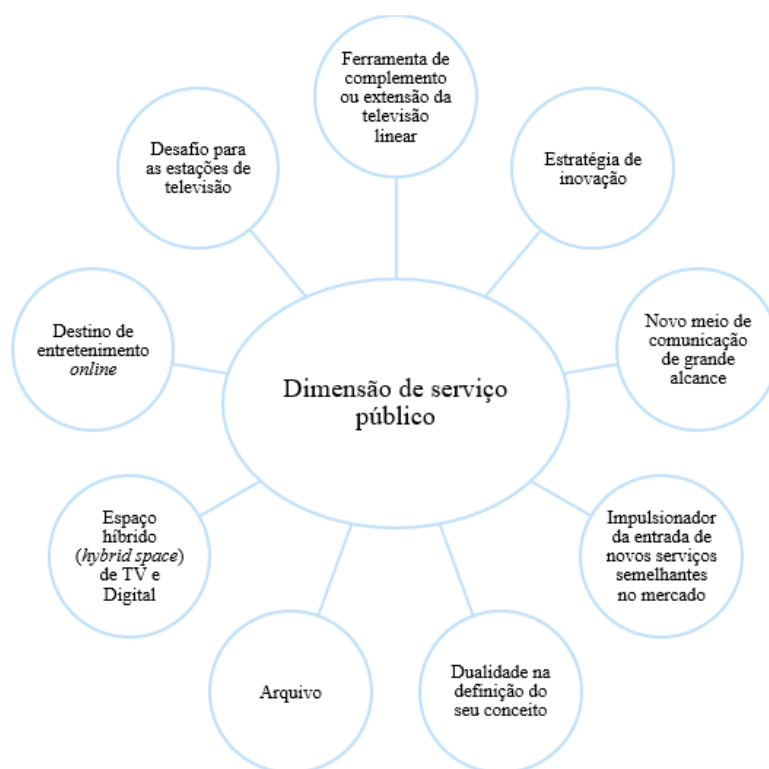 Ferramenta de
complemento
ou extensão da
televisão
linear
Estratégia de
inovação
Novo meio de
comunicação
de grande
alcance
Impulsionador
da entrada de
novos serviços
semelhantes
no mercado
Dualidade na
definição do
seu conceito
Arquivo
Espaço
híbrido
(hybrid space)
de TV e
Digital
Destino de
entretenimento
online
Desafio para
as estações de
televisão
Dimensão de serviço
público